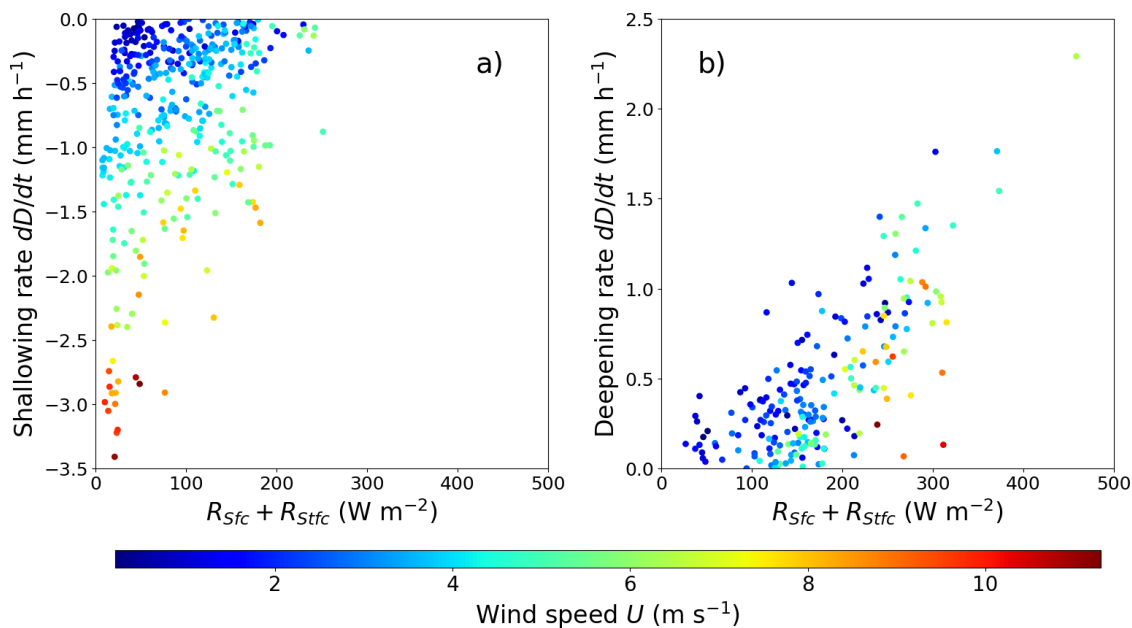 a)
Shallowing rate dD/dt (mm h⁻¹)
0.0
−0.5
−1.0
−1.5
−2.0
−2.5
−3.0
−3.5
0 100 200 300 400 500
R_Sfc + R_Stfc (W m⁻²)
b)
Deepening rate dD/dt (mm h⁻¹)
2.5
2.0
1.5
1.0
0.5
0.0
0 100 200 300 400 500
R_Sfc + R_Stfc (W m⁻²)
2 4 6 8 10
Wind speed U (m s⁻¹)